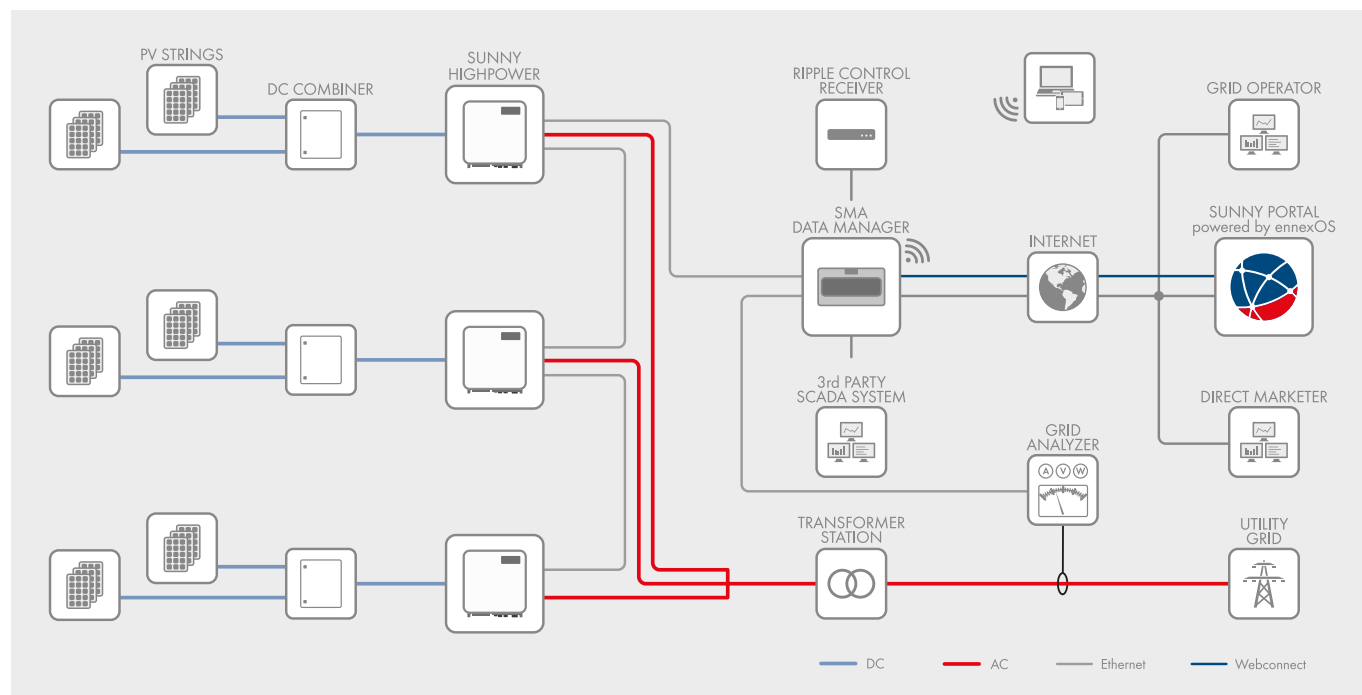 PV STRINGS
DC COMBINER
SUNNY
HIGHPOWER
RIPPLE CONTROL
RECEIVER
GRID OPERATOR
SMA
DATA MANAGER
INTERNET
SUNNY PORTAL
powered by ennexOS
3rd PARTY
SCADA SYSTEM
GRID
ANALYZER
A V W
DIRECT MARKETER
TRANSFORMER
STATION
UTILITY
GRID
DC
AC
Ethernet
Webconnect